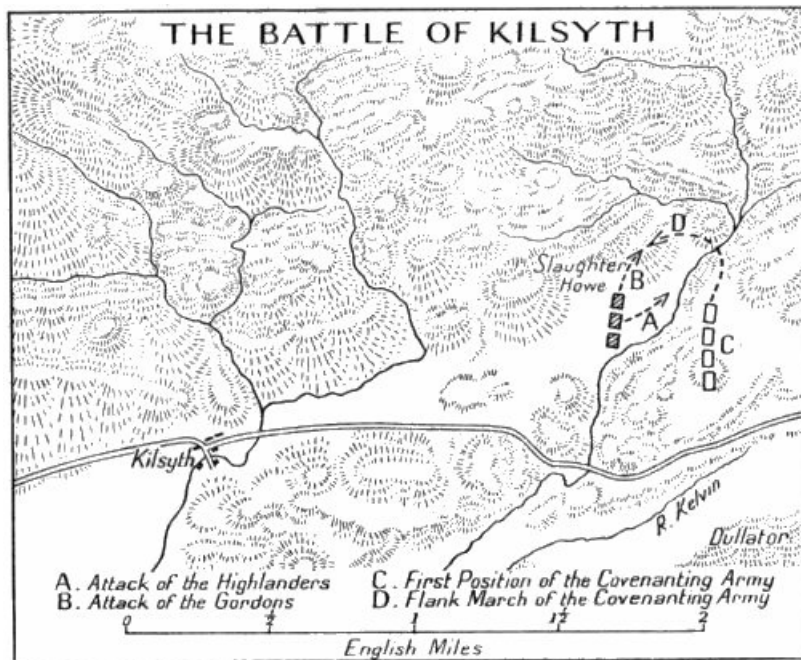 THE BATTLE OF KILSYTH
D
Slaughter
Howe
B
A
C
Kilsyth
R. Kelvin
Dullator
A. Attack of the Highlanders
B. Attack of the Gordons
C. First Position of the Covenanting Army
D. Flank March of the Covenanting Army
0 ½ 1 1½ 2
English Miles